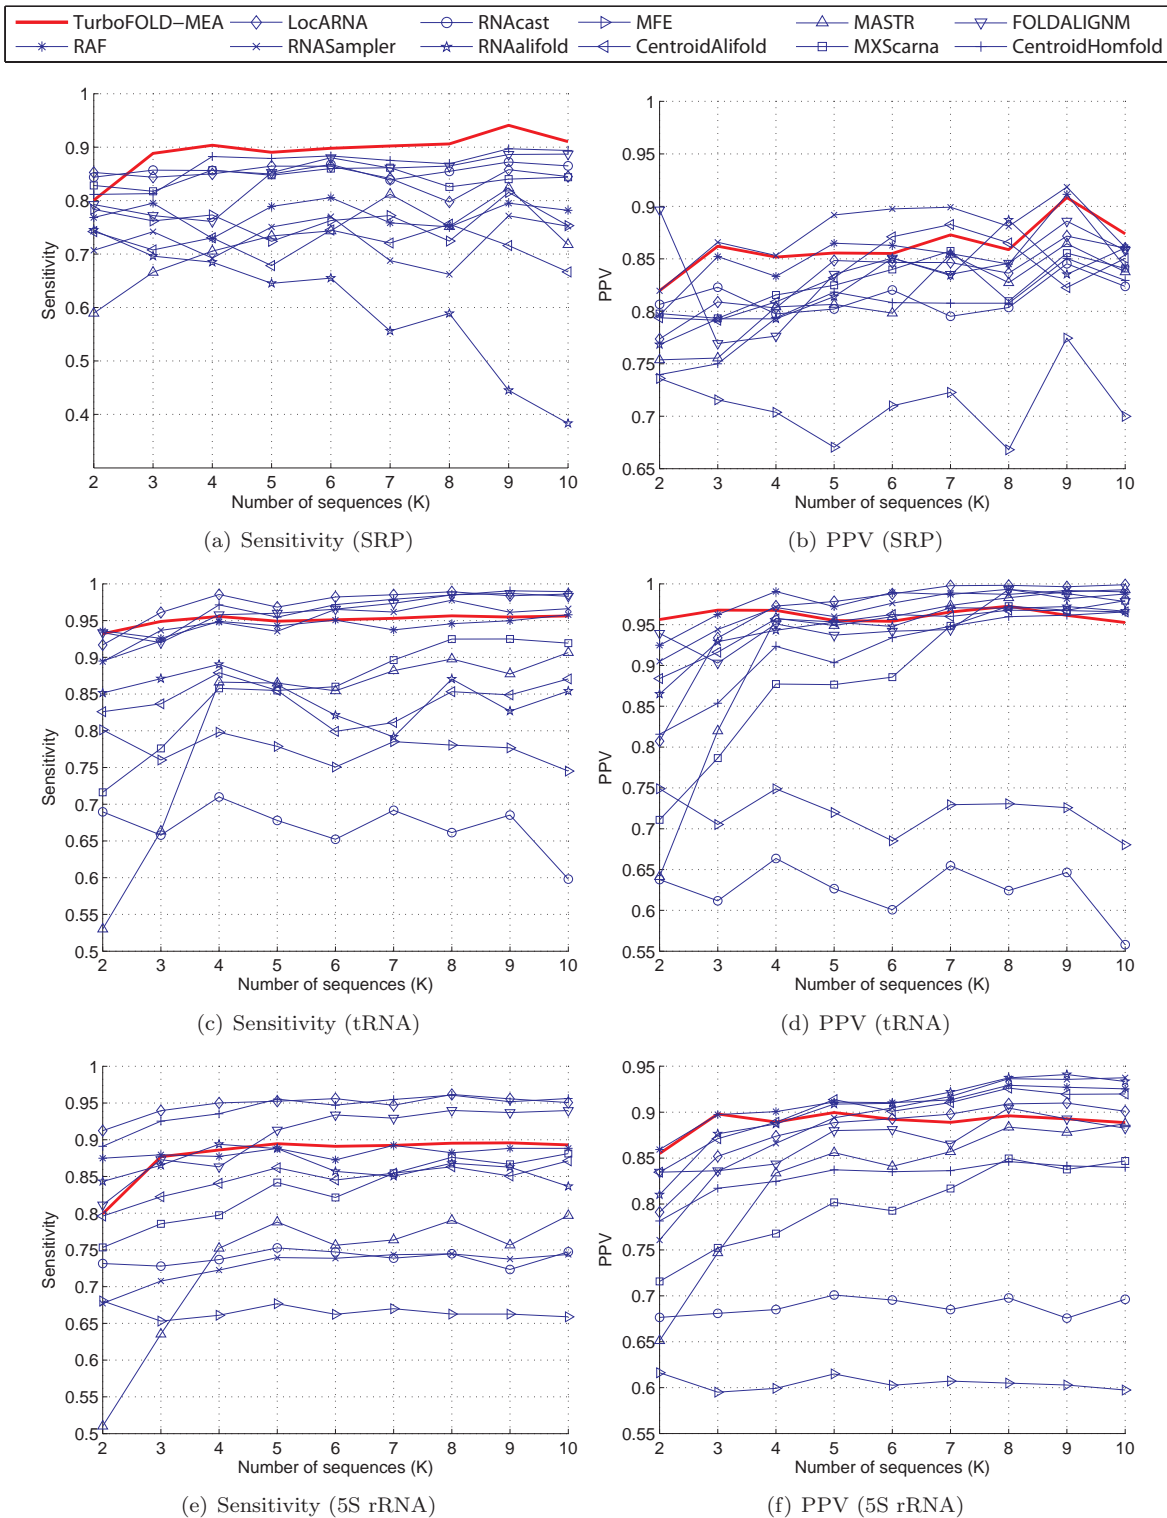 TurboFOLD−MEA LocARNA RNAcast MFE MASTR FOLDALIGNM
RAF RNASampler RNAalifold CentroidAlifold MXScarna CentroidHomfold
1
0.9
0.8
0.7
0.6
0.5
0.4
Sensitivity
2 3 4 5 6 7 8 9 10
Number of sequences (K)
(a) Sensitivity (SRP)
1
0.95
0.9
0.85
0.8
0.75
0.7
0.65
PPV
2 3 4 5 6 7 8 9 10
Number of sequences (K)
(b) PPV (SRP)
1
0.95
0.9
0.85
0.8
0.75
0.7
0.65
0.6
0.55
0.5
Sensitivity
2 3 4 5 6 7 8 9 10
Number of sequences (K)
(c) Sensitivity (tRNA)
1
0.95
0.9
0.85
0.8
0.75
0.7
0.65
0.6
0.55
PPV
2 3 4 5 6 7 8 9 10
Number of sequences (K)
(d) PPV (tRNA)
1
0.95
0.9
0.85
0.8
0.75
0.7
0.65
0.6
0.55
0.5
Sensitivity
2 3 4 5 6 7 8 9 10
Number of sequences (K)
(e) Sensitivity (5S rRNA)
0.95
0.9
0.85
0.8
0.75
0.7
0.65
0.6
0.55
PPV
2 3 4 5 6 7 8 9 10
Number of sequences (K)
(f) PPV (5S rRNA)